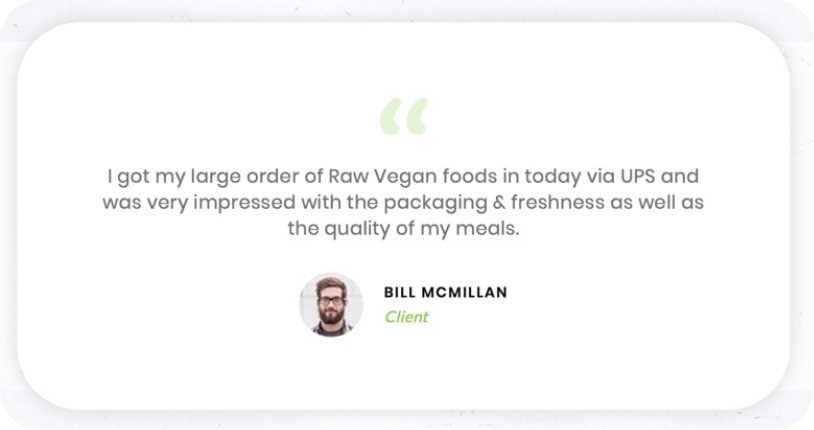 “
I got my large order of Raw Vegan foods in today via UPS and
was very impressed with the packaging & freshness as well as
the quality of my meals.
BILL MCMILLAN
Client